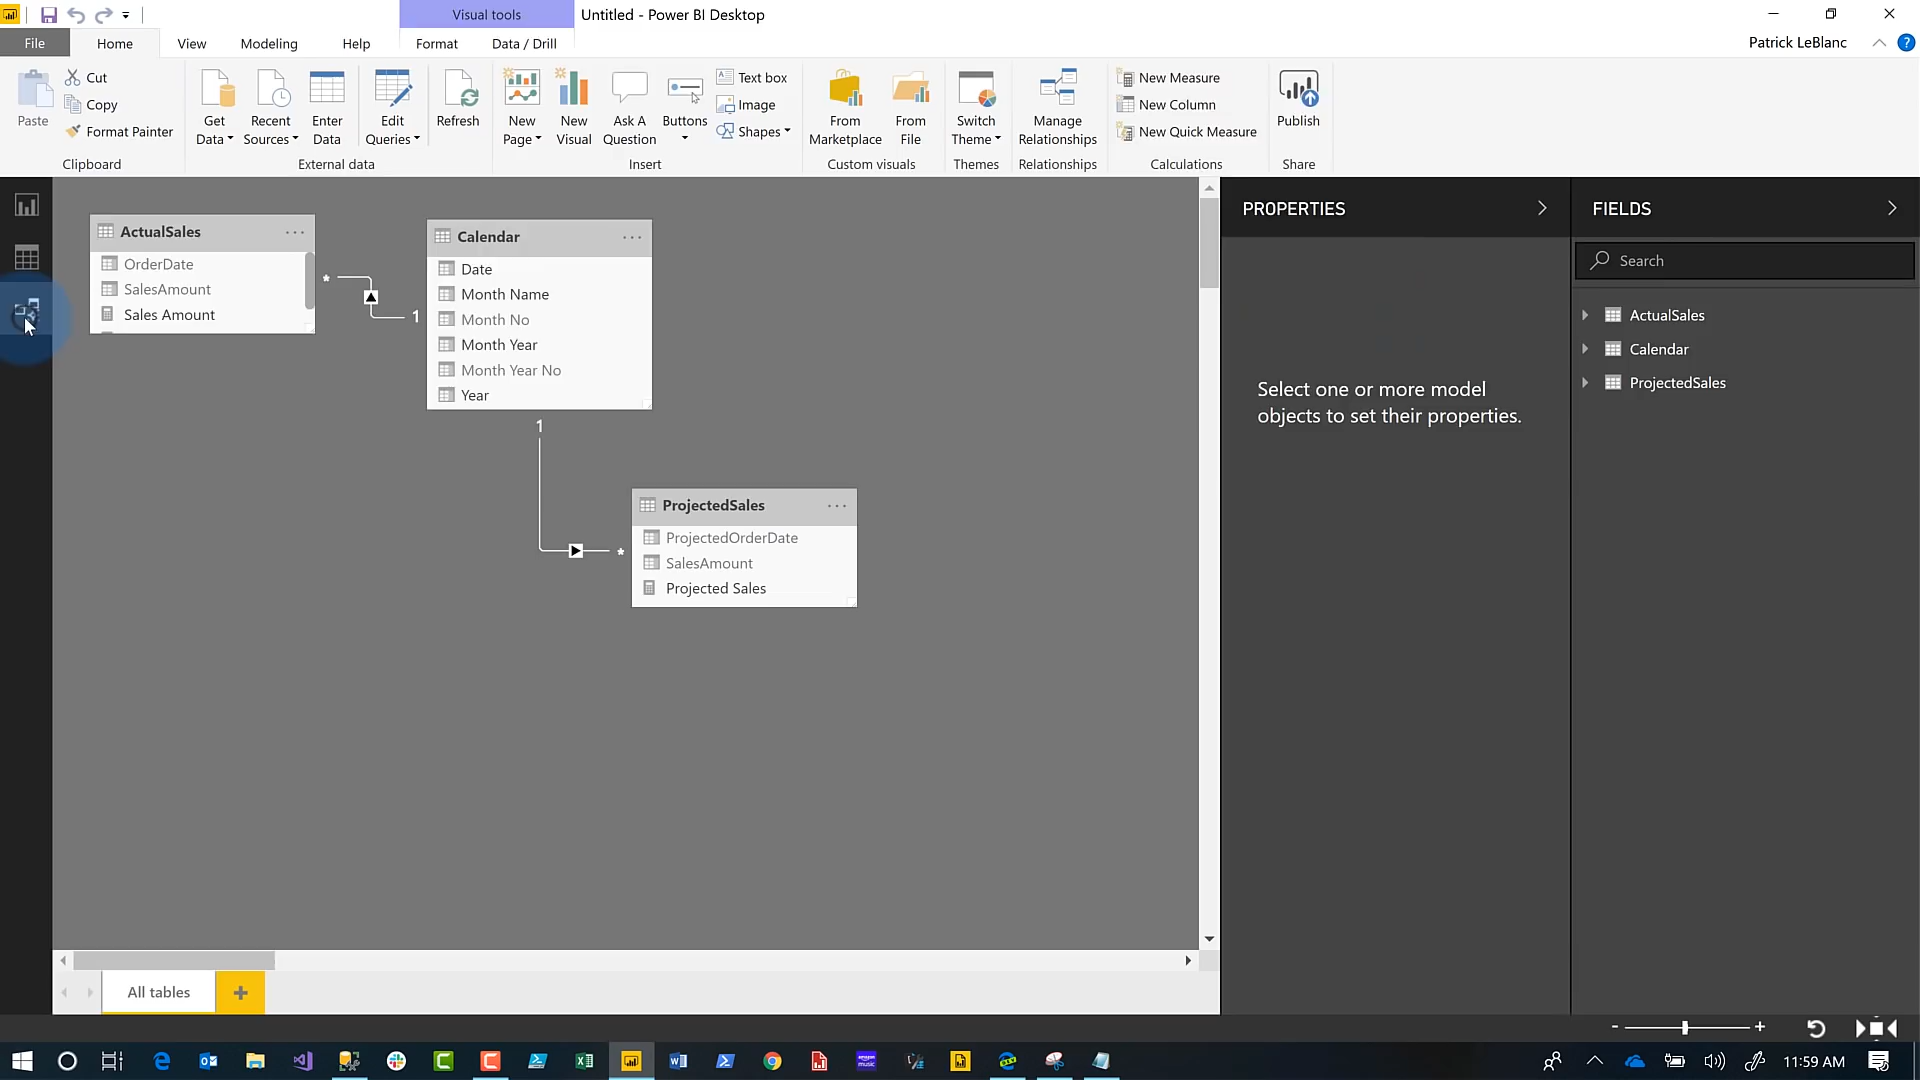 Visual tools
Untitled - Power BI Desktop
File
Home
View
Modeling
Help
Format
Data / Drill
Patrick LeBlanc
?
Paste
Cut
Copy
Format Painter
Clipboard
Get Data
Recent Sources
Enter Data
Edit Queries
Refresh
External data
New Page
New Visual
Ask A Question
Buttons
Text box
Image
Shapes
Insert
From Marketplace
From File
Custom visuals
Switch Theme
Themes
Manage Relationships
Relationships
New Measure
New Column
New Quick Measure
Calculations
Publish
Share
ActualSales
OrderDate
SalesAmount
Sales Amount
*
1
Calendar
Date
Month Name
Month No
Month Year
Month Year No
Year
1
*
ProjectedSales
ProjectedOrderDate
SalesAmount
Projected Sales
PROPERTIES
Select one or more model
objects to set their properties.
FIELDS
Search
ActualSales
Calendar
ProjectedSales
All tables
+
- +
11:59 AM